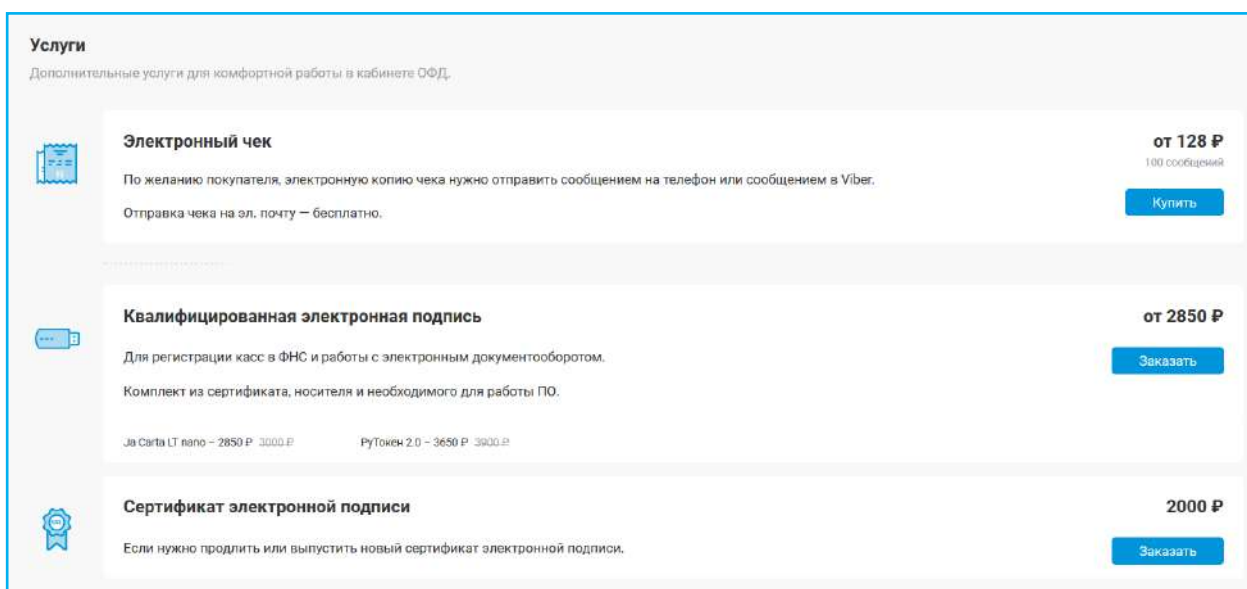 Услуги
Дополнительные услуги для комфортной работы в кабинете ОФД.
Электронный чек
от 128 ₽
100 сообщений
По желанию покупателя, электронную копию чека нужно отправить сообщением на телефон или сообщением в Viber.
Купить
Отправка чека на эл. почту — бесплатно.
Квалифицированная электронная подпись
от 2850 ₽
Для регистрации касс в ФНС и работы с электронным документооборотом.
Заказать
Комплект из сертификата, носителя и необходимого для работы ПО.
Ja Carta LT nano – 2850 ₽ 3000 ₽ РуТокен 2.0 – 3650 ₽ 3900 ₽
Сертификат электронной подписи
2000 ₽
Если нужно продлить или выпустить новый сертификат электронной подписи.
Заказать